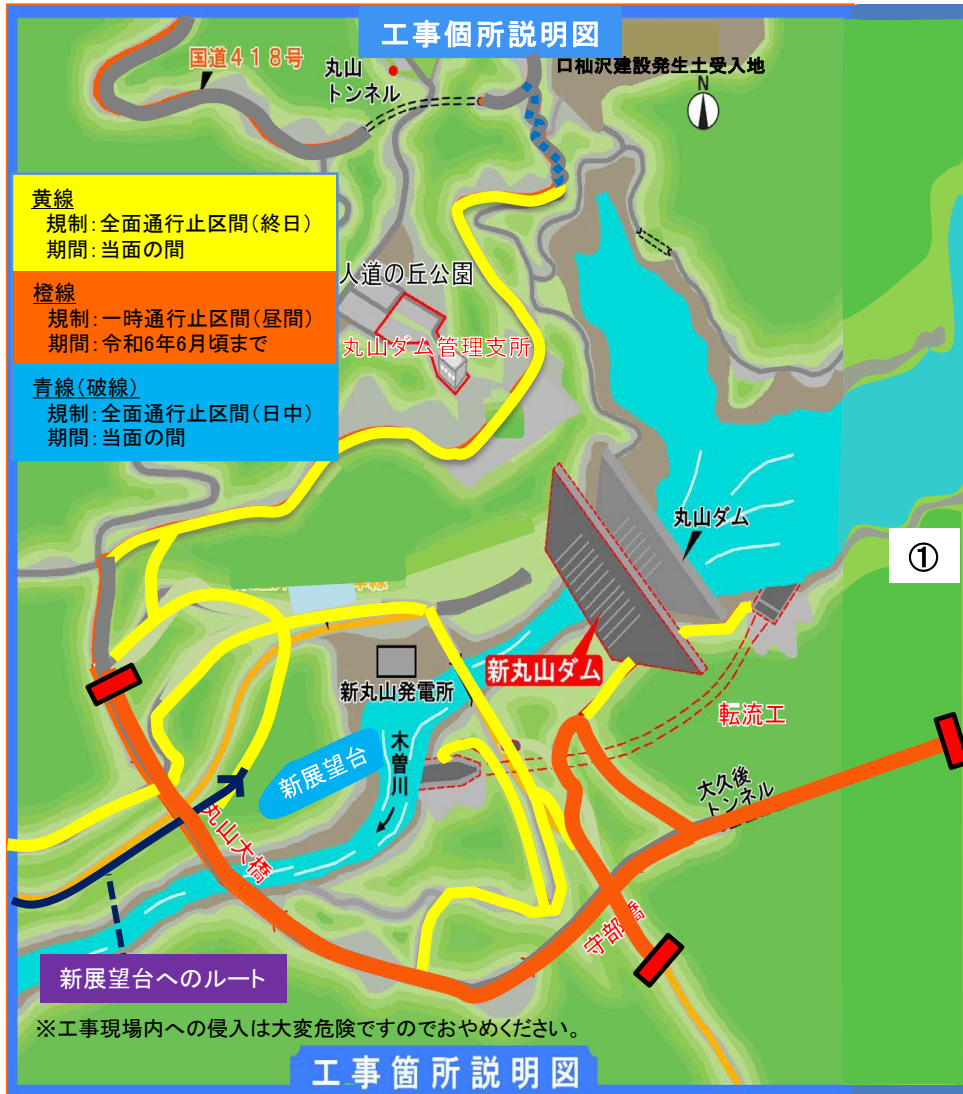 工事個所説明図
国道418号
丸山
トンネル
口杣沢建設発生土受入地
N
黄線
規制:全面通行止区間(終日)
期間:当面の間
橙線
規制:一時通行止区間(昼間)
期間:令和6年6月頃まで
青線(破線)
規制:全面通行止区間(日中)
期間:当面の間
人道の丘公園
丸山ダム管理支所
丸山ダム
①
新丸山ダム
新丸山発電所
転流工
新展望台
木曽川
大久後
トンネル
丸山大橋
守部橋
新展望台へのルート
※工事現場内への侵入は大変危険ですのでおやめください。
工事箇所説明図